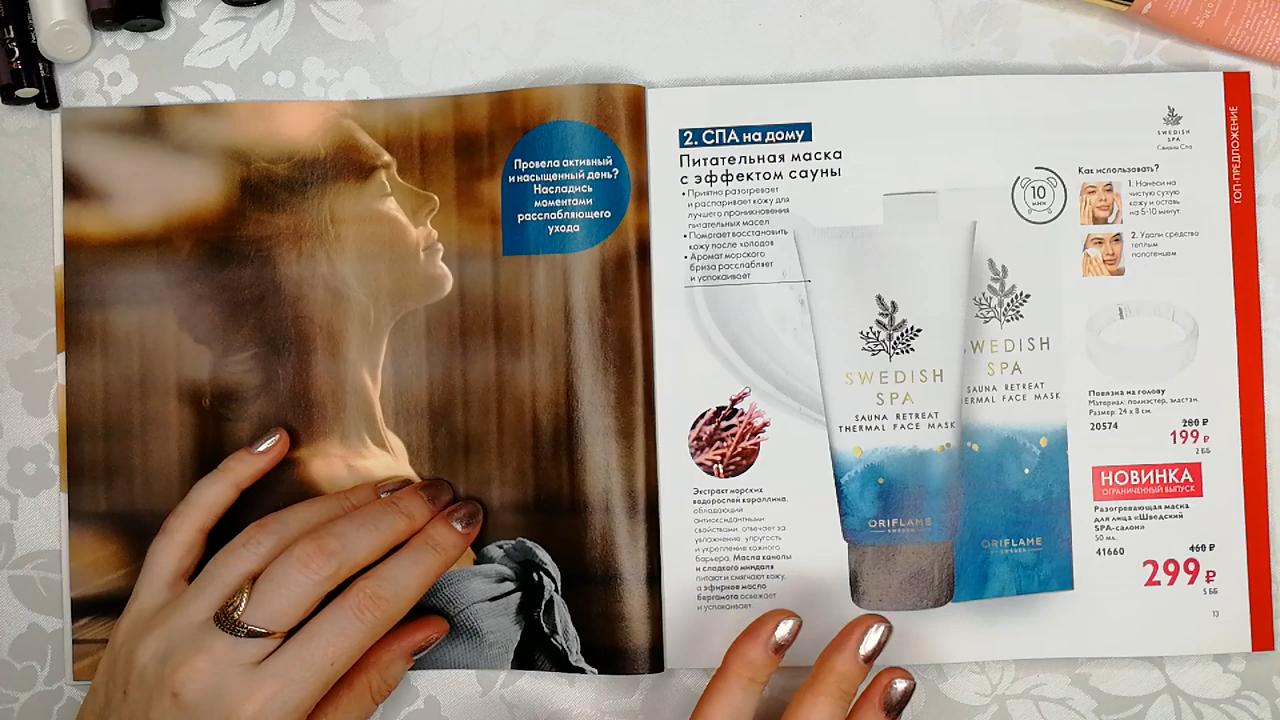 Провела активный
и насыщенный день?
Насладись
моментами
расслабляющего
ухода
2. СПА на дому
Питательная маска
с эффектом сауны
• Приятно разогревает
и распаривает кожу для
лучшего проникновения
питательных масел
• Помогает восстановить
кожу после холодов
• Аромат морского
бриза расслабляет
и успокаивает
Экстракт морских
водорослей кораллина,
обладающий
антиоксидантными
свойствами, отвечает за
увлажнение, упругость
и укрепление кожного
барьера. Масла канолы
и сладкого миндаля
питают и смягчают кожу,
а эфирное масло
бергамота освежает
и успокаивает.
SWEDISH
SPA
SAUNA RETREAT
THERMAL FACE MASK
ORIFLAME
SWEDEN
WEDISH
SPA
SAUNA RETREAT
HERMAL FACE MASK
ORIFLAME
SWEDEN
10
МИН
SWEDISH
SPA
Сведиш Спа
Как использовать?
1. Нанеси на
чистую сухую
кожу и оставь
на 5-10 минут.
2. Удали средство
теплым
полотенцем
Повязка на голову
Материал: полиэстер, эластан.
Размер: 24 x 8 см.
20574
280 ₽
199 ₽
2 ББ
НОВИНКА
ОГРАНИЧЕННЫЙ ВЫПУСК
Разогревающая маска
для лица «Шведский
SPA-салон»
50 мл.
41660
460 ₽
299 ₽
5 ББ
13
ТОП-ПРЕДЛОЖЕНИЕ